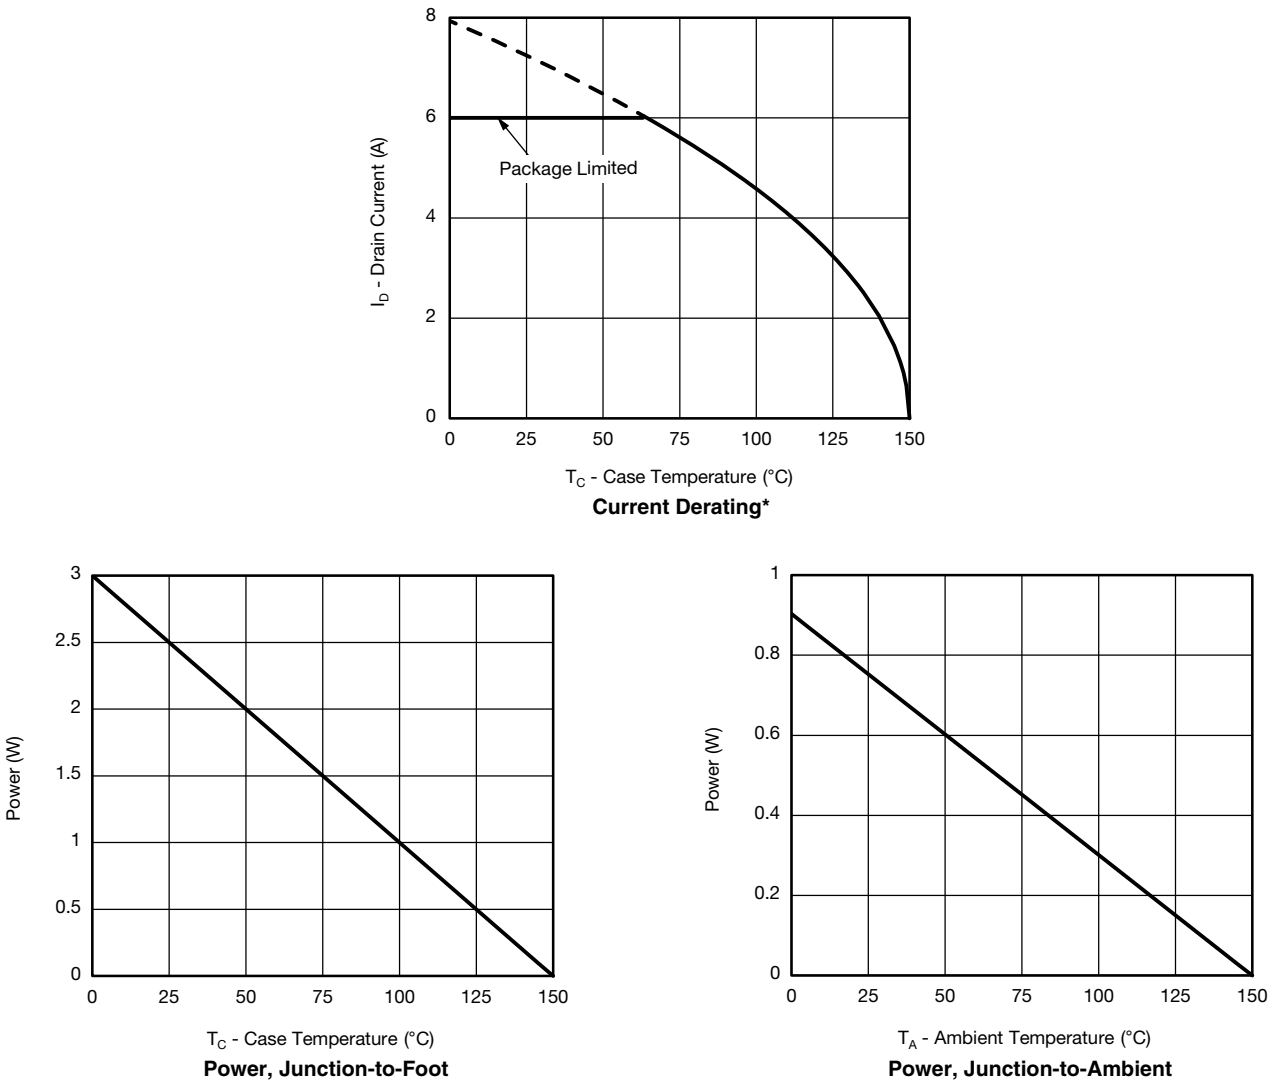 8
6
4
2
0
I_D - Drain Current (A)
Package Limited
0 25 50 75 100 125 150
T_C - Case Temperature (°C)
Current Derating*
3
2.5
2
1.5
1
0.5
0
Power (W)
0 25 50 75 100 125 150
T_C - Case Temperature (°C)
Power, Junction-to-Foot
1
0.8
0.6
0.4
0.2
0
Power (W)
0 25 50 75 100 125 150
T_A - Ambient Temperature (°C)
Power, Junction-to-Ambient